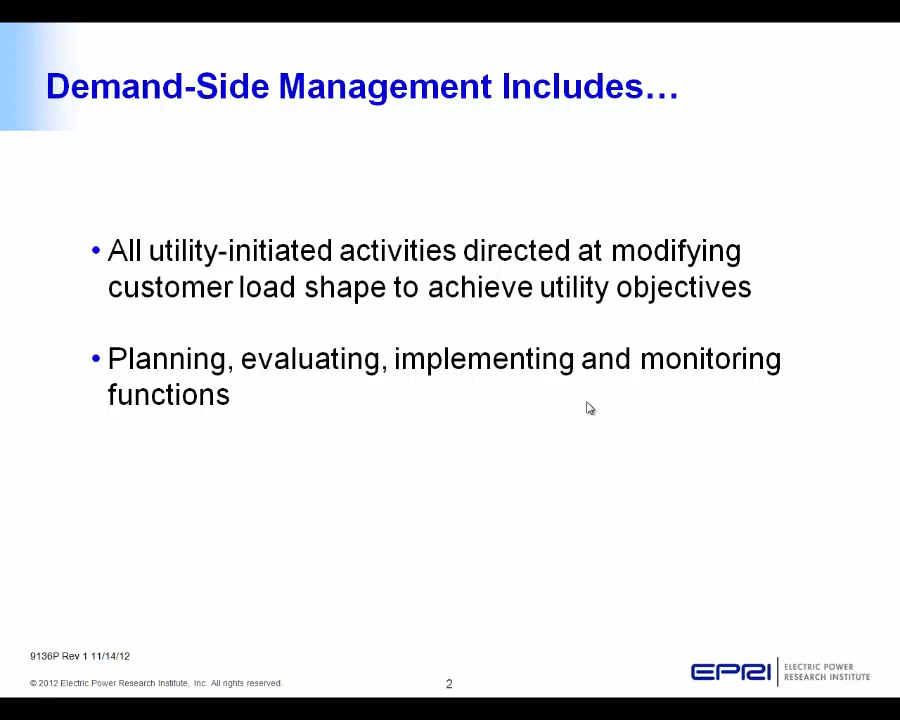 Demand-Side Management Includes…
• All utility-initiated activities directed at modifying
customer load shape to achieve utility objectives
• Planning, evaluating, implementing and monitoring
functions
9136P Rev 1 11/14/12
© 2012 Electric Power Research Institute, Inc. All rights reserved.
2
EPRI
ELECTRIC POWER
RESEARCH INSTITUTE